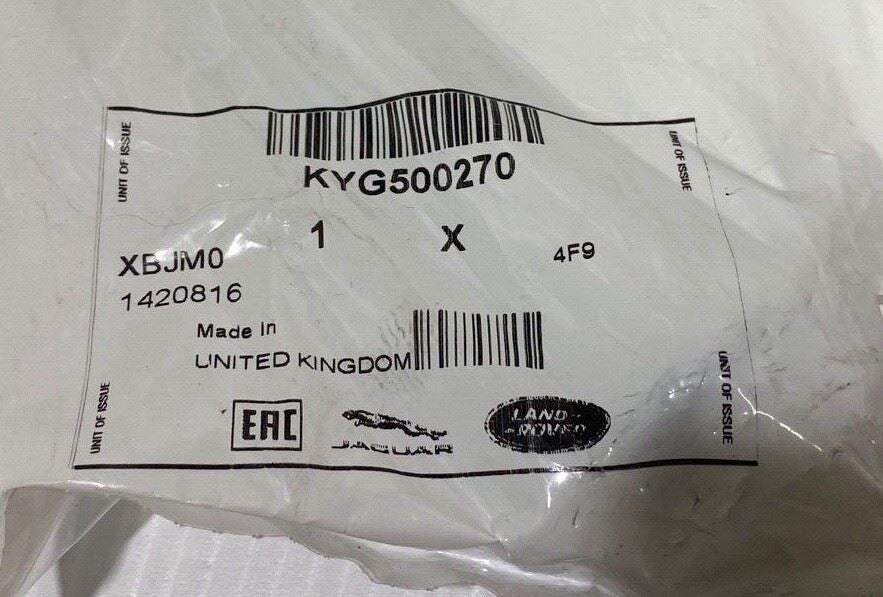 UNIT OF ISSUE
UNIT OF ISSUE
KYG500270
1 X
4F9
XBJM0
1420816
Made in
UNITED KINGDOM
UNIT OF ISSUE
UNIT OF ISSUE
EAC
JAGUAR
LAND-
-ROVER